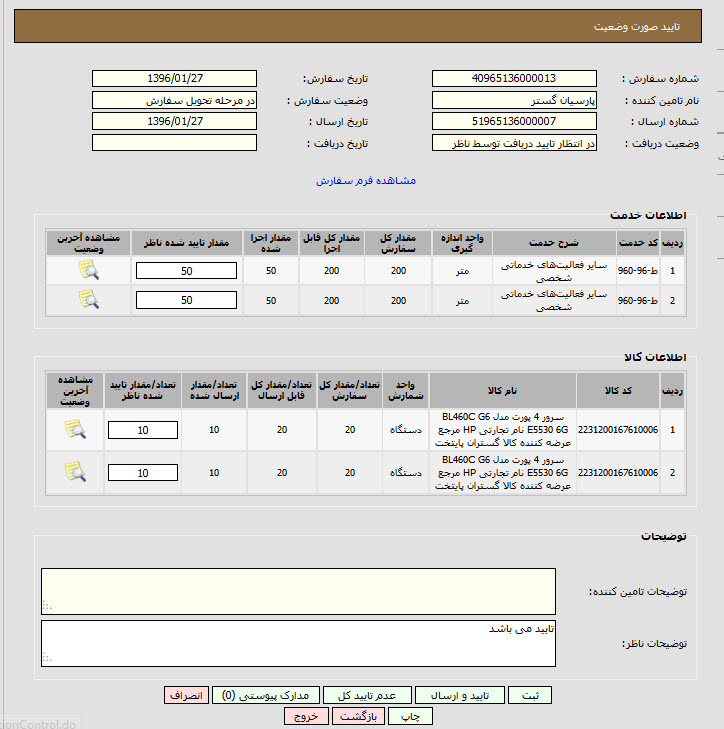 تایید صورت وضعیت
شماره سفارش : 40965136000013 تاریخ سفارش: 1396/01/27
نام تامین کننده : پارسیان گستر وضعیت سفارش : در مرحله تحویل سفارش
شماره ارسال : 51965136000007 تاریخ ارسال : 1396/01/27
وضعیت دریافت : در انتظار تایید دریافت توسط ناظر تاریخ دریافت :
مشاهده فرم سفارش
اطلاعات خدمت
ردیف کد خدمت شرح خدمت واحد اندازه گیری مقدار کل سفارش مقدار کل قابل اجرا مقدار اجرا شده مقدار تایید شده ناظر مشاهده آخرین وضعیت
1 ط-96-960 سایر فعالیت‌های خدماتی شخصی متر 200 200 50 50
2 ط-96-960 سایر فعالیت‌های خدماتی شخصی متر 200 200 50 50
اطلاعات کالا
ردیف کد کالا نام کالا واحد شمارش تعداد/مقدار کل سفارش تعداد/مقدار کل قابل ارسال تعداد/مقدار ارسال شده تعداد/مقدار تایید شده ناظر مشاهده آخرین وضعیت
1 2231200167610006 سرور 4 پورت مدل BL460C G6 E5530 6G نام تجارتی HP مرجع عرضه کننده کالا گستران پایتخت دستگاه 20 20 10 10
2 2231200167610006 سرور 4 پورت مدل BL460C G6 E5530 6G نام تجارتی HP مرجع عرضه کننده کالا گستران پایتخت دستگاه 20 20 10 10
توضیحات
توضیحات تامین کننده:
توضیحات ناظر: تایید می باشد
ثبت تایید و ارسال عدم تایید کل مدارک پیوستی (0) انصراف
چاپ بازگشت خروج
tionControl.do